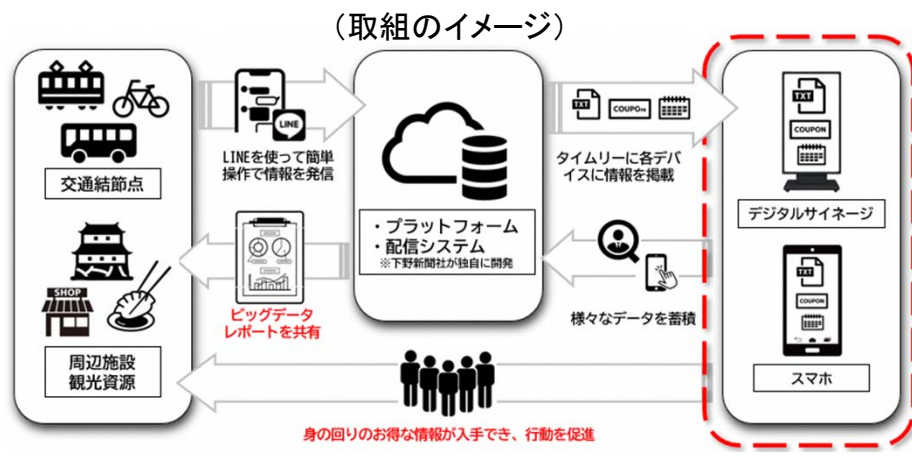 （取組のイメージ）
交通結節点
SHOP
周辺施設
観光資源
LINE
LINEを使って簡単
操作で情報を発信
ビッグデータ
レポートを共有
・プラットフォーム
・配信システム
※下野新聞社が独自に開発
TXT
COUPON
タイムリーに各デバ
イスに情報を掲載
様々なデータを蓄積
TXT
COUPON
デジタルサイネージ
TXT
COUPON
スマホ
身の回りのお得な情報が入手でき、行動を促進